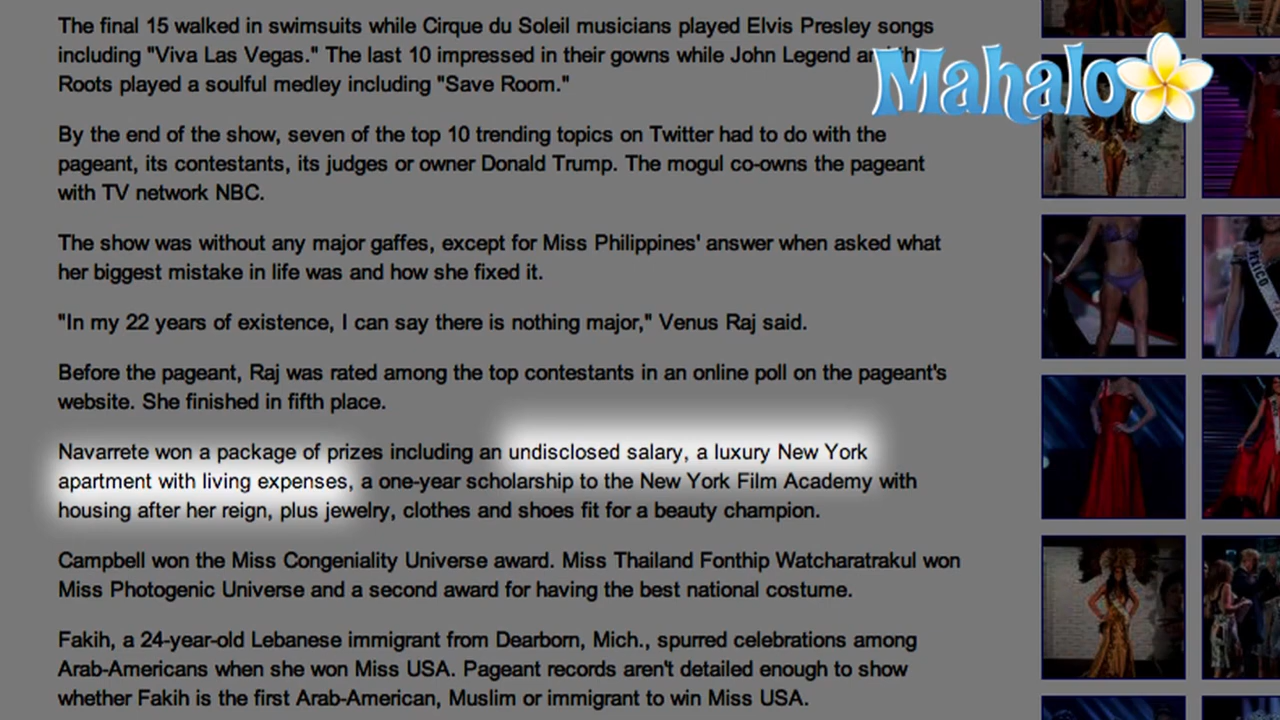 The final 15 walked in swimsuits while Cirque du Soleil musicians played Elvis Presley songs
including "Viva Las Vegas." The last 10 impressed in their gowns while John Legend and the
Roots played a soulful medley including "Save Room."
Mahalo
By the end of the show, seven of the top 10 trending topics on Twitter had to do with the
pageant, its contestants, its judges or owner Donald Trump. The mogul co-owns the pageant
with TV network NBC.
The show was without any major gaffes, except for Miss Philippines' answer when asked what
her biggest mistake in life was and how she fixed it.
"In my 22 years of existence, I can say there is nothing major," Venus Raj said.
Before the pageant, Raj was rated among the top contestants in an online poll on the pageant's
website. She finished in fifth place.
Navarrete won a package of prizes including an undisclosed salary, a luxury New York
apartment with living expenses, a one-year scholarship to the New York Film Academy with
housing after her reign, plus jewelry, clothes and shoes fit for a beauty champion.
Campbell won the Miss Congeniality Universe award. Miss Thailand Fonthip Watcharatrakul won
Miss Photogenic Universe and a second award for having the best national costume.
Fakih, a 24-year-old Lebanese immigrant from Dearborn, Mich., spurred celebrations among
Arab-Americans when she won Miss USA. Pageant records aren't detailed enough to show
whether Fakih is the first Arab-American, Muslim or immigrant to win Miss USA.